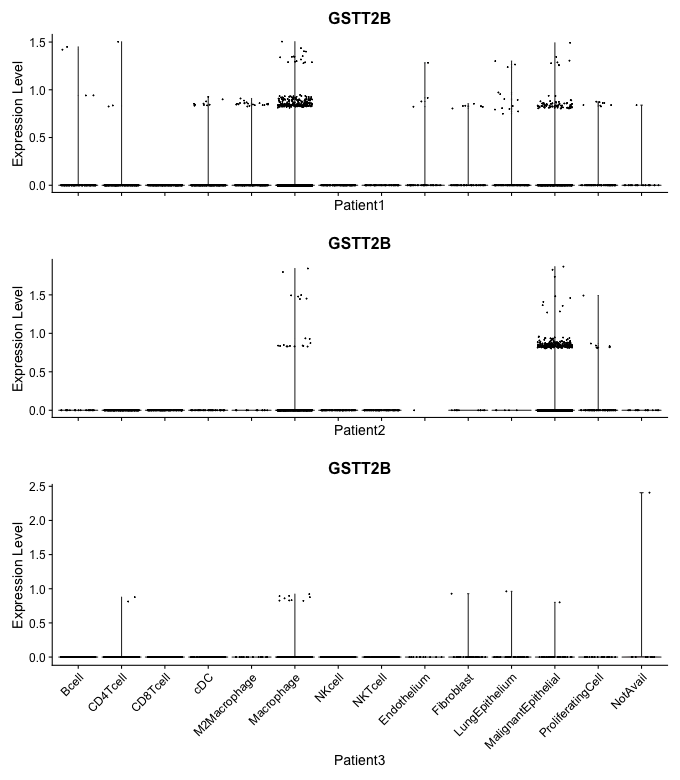 GSTT2B
Expression Level
1.5
1.0
0.5
0.0
Patient1
GSTT2B
Expression Level
1.5
1.0
0.5
0.0
Patient2
GSTT2B
Expression Level
2.5
2.0
1.5
1.0
0.5
0.0
Bcell
CD4Tcell
CD8Tcell
cDC
M2Macrophage
Macrophage
NKcell
NKTcell
Endothelium
Fibroblast
LungEpithelium
MalignantEpithelial
ProliferatingCell
NotAvail
Patient3